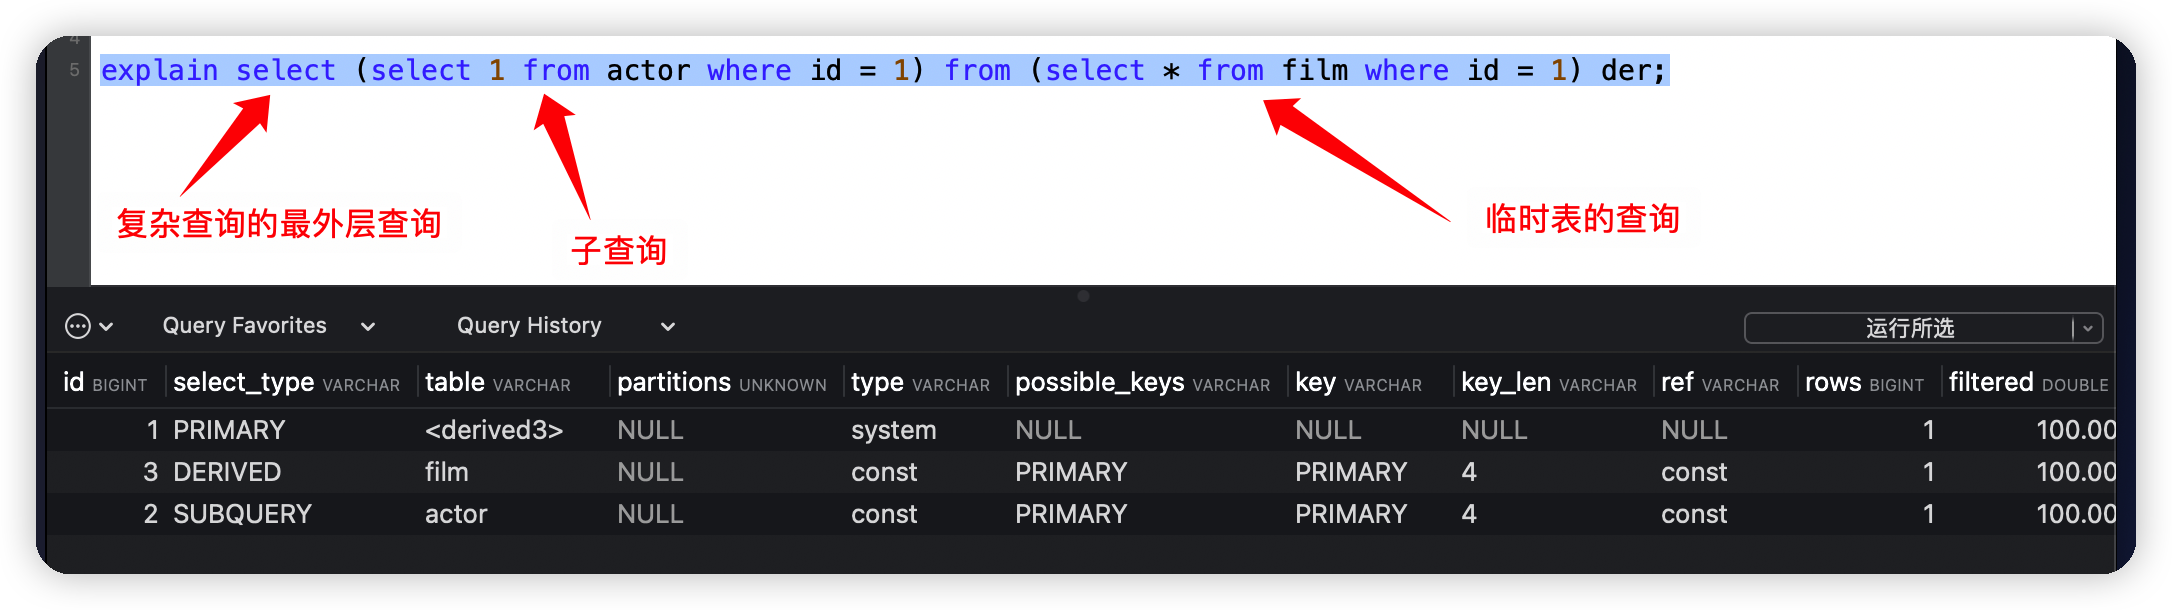 4
5 explain select (select 1 from actor where id = 1) from (select * from film where id = 1) der;
复杂查询的最外层查询
子查询
临时表的查询
Query Favorites Query History 运行所选
id BIGINT select_type VARCHAR table VARCHAR partitions UNKNOWN type VARCHAR possible_keys VARCHAR key VARCHAR key_len VARCHAR ref VARCHAR rows BIGINT filtered DOUBLE
1 PRIMARY <derived3> NULL system NULL NULL NULL NULL 1 100.00
3 DERIVED film NULL const PRIMARY PRIMARY 4 const 1 100.00
2 SUBQUERY actor NULL const PRIMARY PRIMARY 4 const 1 100.00